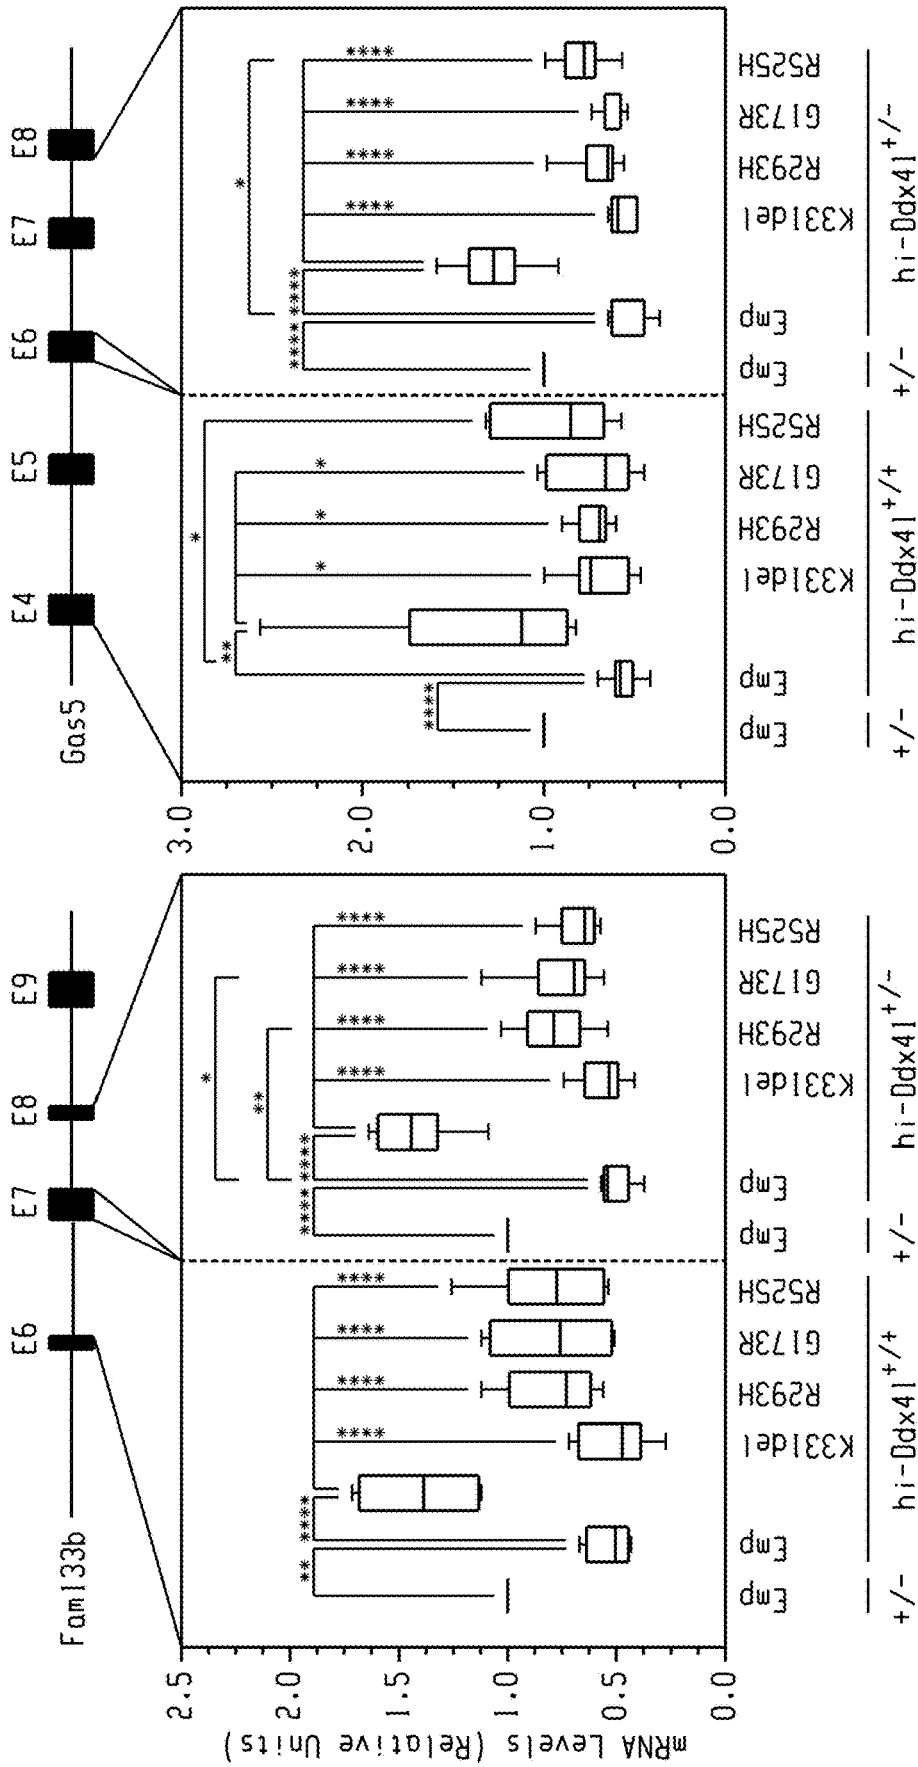 Fam133b
E6
E7
E8
E9
Gas5
E4
E5
E6
E7
E8
mRNA Levels (Relative Units)
2.5
2.0
1.5
1.0
0.5
0.0
**
****
****
****
****
****
****
****
****
****
****
****
**
*
3.0
2.0
1.0
0.0
****
**
*
*
*
*
****
****
****
****
****
****
*
Emp
Emp
K331del
R293H
G173R
R525H
Emp
Emp
K331del
R293H
G173R
R525H
+/-
hi-Ddx41+/+
+/-
hi-Ddx41+/-
Emp
Emp
K331del
R293H
G173R
R525H
Emp
Emp
K331del
R293H
G173R
R525H
+/-
hi-Ddx41+/+
+/-
hi-Ddx41+/-